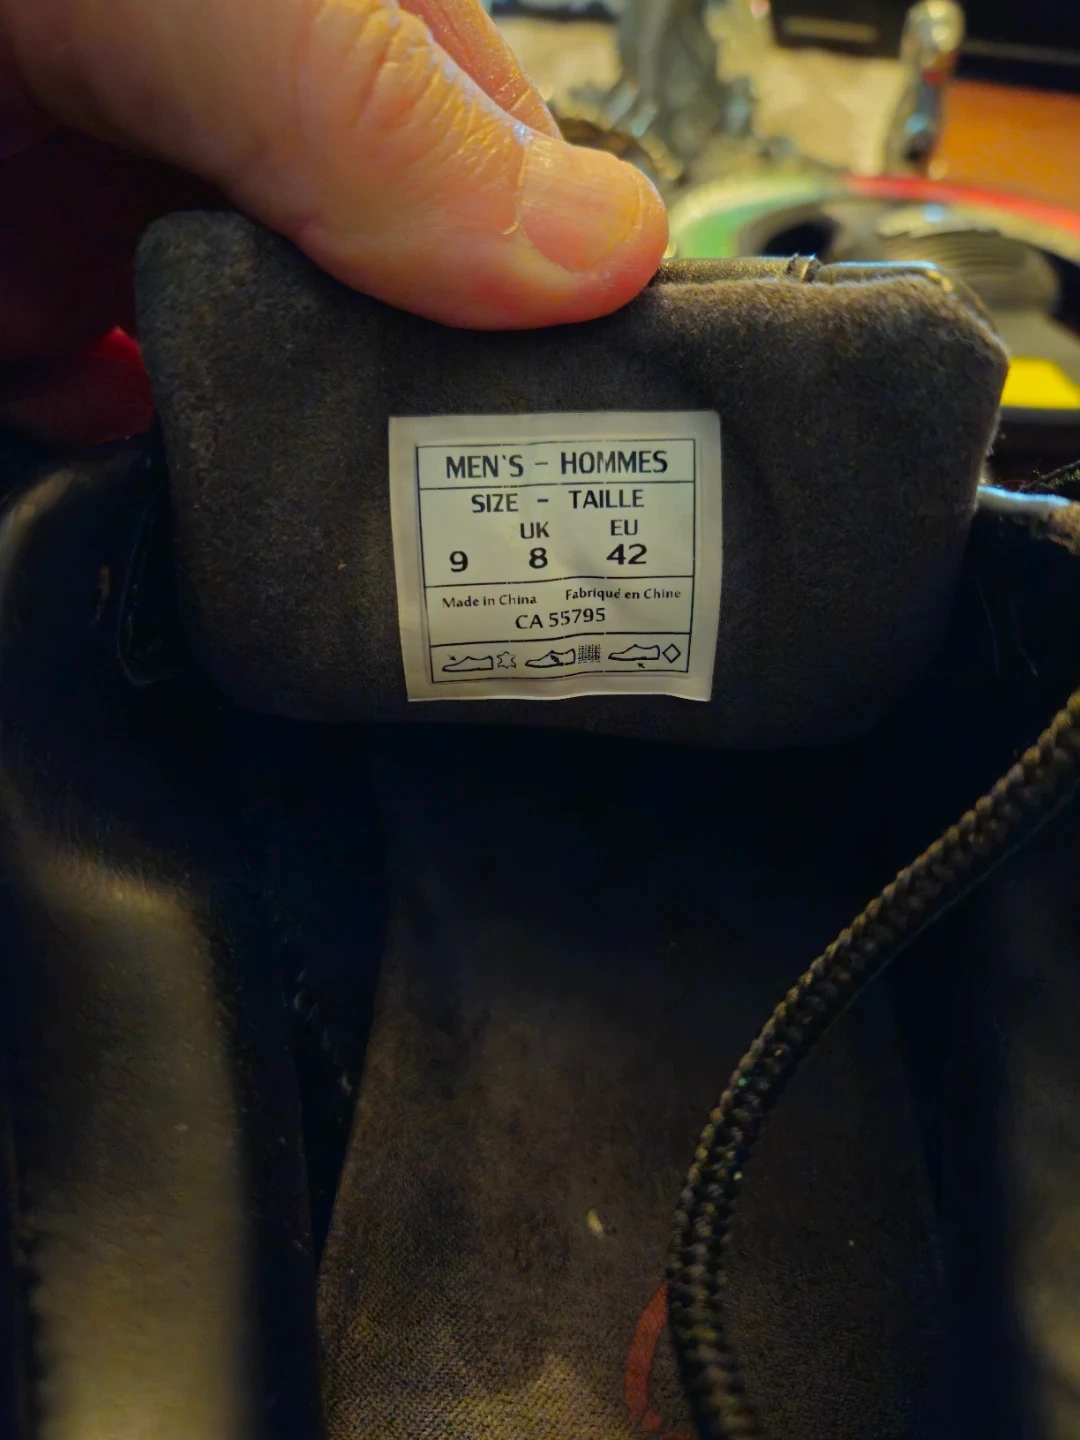 MEN'S - HOMMES
SIZE - TAILLE
UK EU
9 8 42
Made in China Fabriqué en Chine
CA 55795